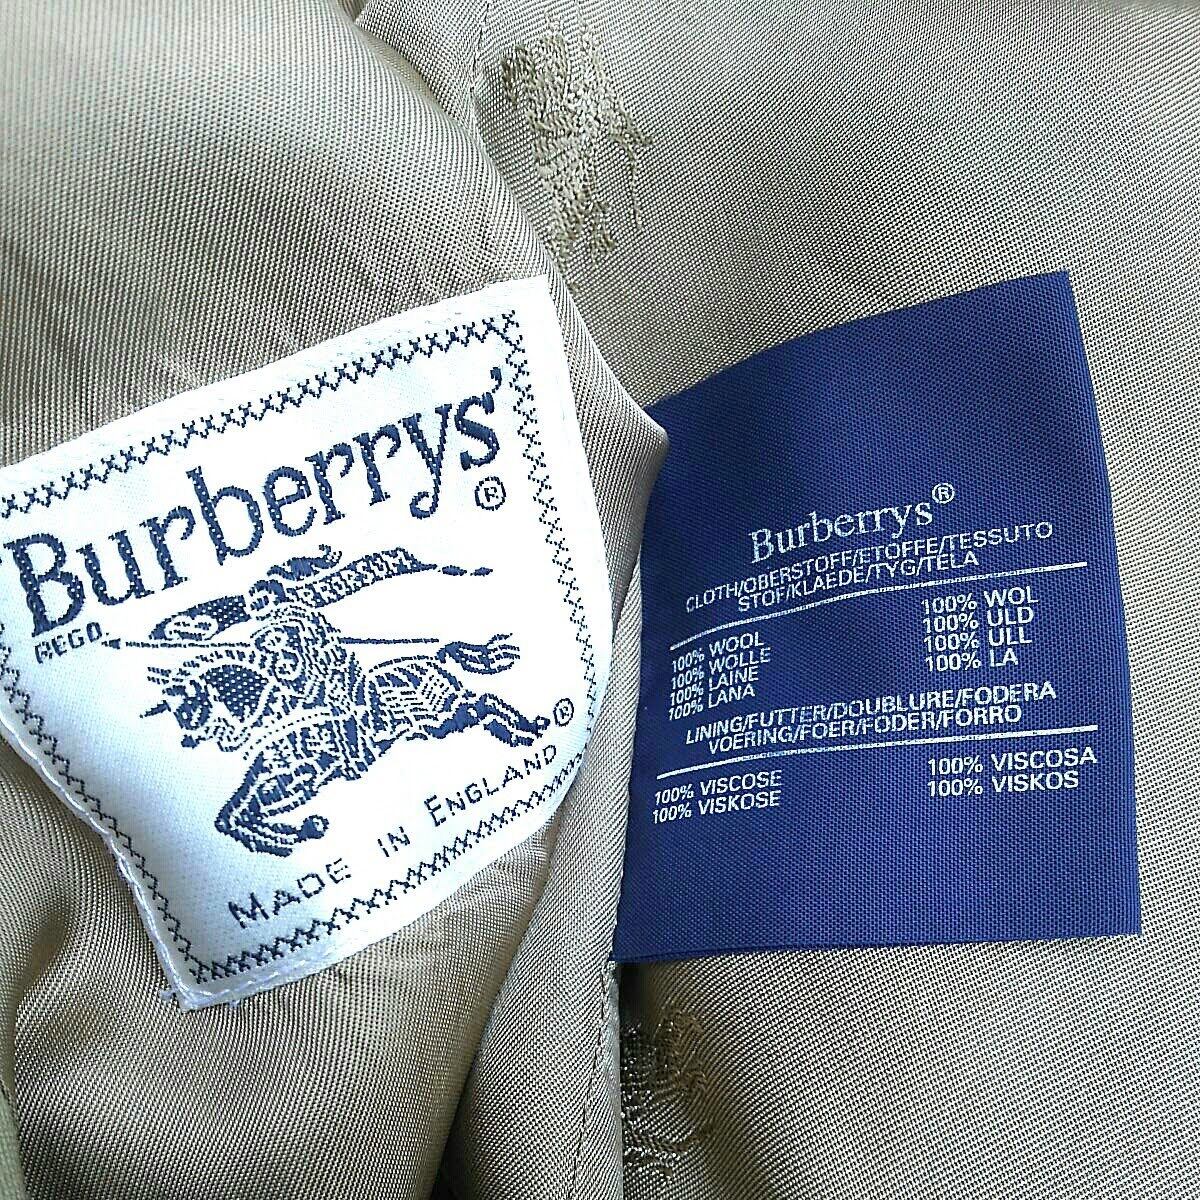 Burberrys'
®
REGD.
®
MADE IN ENGLAND
Burberrys®
CLOTH/OBERSTOFF/ETOFFE/TESSUTO
STOF/KLAEDE/TYG/TELA
100% WOOL 100% WOL
100% WOLLE 100% ULD
100% LAINE 100% ULL
100% LANA 100% LA
LINING/FUTTER/DOUBLURE/FODERA
VOERING/FOER/FODER/FORRO
100% VISCOSE 100% VISCOSA
100% VISKOSE 100% VISKOS